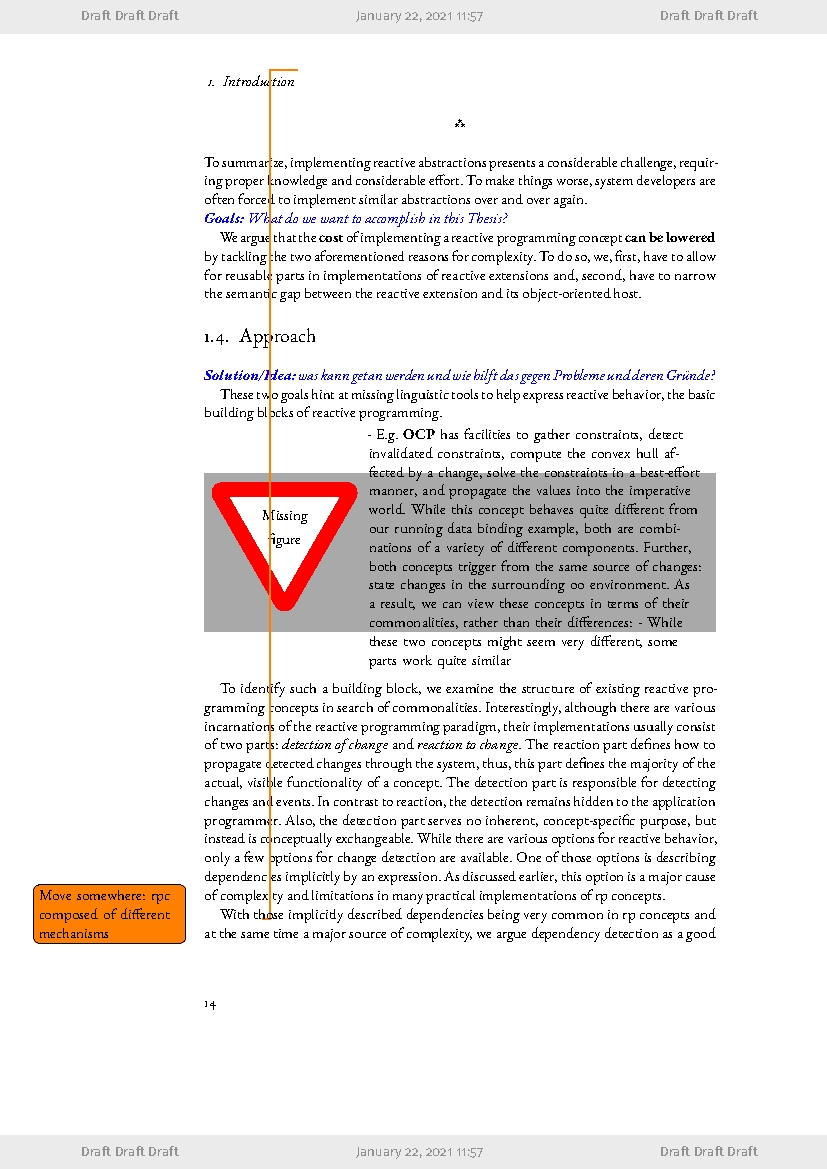 Draft Draft Draft January 22, 2021 11:57 Draft Draft Draft
1. Introduction
⁂
To summarize, implementing reactive abstractions presents a considerable challenge, requir-
ing proper knowledge and considerable effort. To make things worse, system developers are
often forced to implement similar abstractions over and over again.
Goals: What do we want to accomplish in this Thesis?
We argue that the cost of implementing a reactive programming concept can be lowered
by tackling the two aforementioned reasons for complexity. To do so, we, first, have to allow
for reusable parts in implementations of reactive extensions and, second, have to narrow
the semantic gap between the reactive extension and its object-oriented host.
1.4. Approach
Solution/Idea: was kann getan werden und wie hilft das gegen Probleme und deren Gründe?
These two goals hint at missing linguistic tools to help express reactive behavior, the basic
building blocks of reactive programming.
Missing
figure
- E.g. OCP has facilities to gather constraints, detect
invalidated constraints, compute the convex hull af-
fected by a change, solve the constraints in a best-effort
manner, and propagate the values into the imperative
world. While this concept behaves quite different from
our running data binding example, both are combi-
nations of a variety of different components. Further,
both concepts trigger from the same source of changes:
state changes in the surrounding oo environment. As
a result, we can view these concepts in terms of their
commonalities, rather than their differences: - While
these two concepts might seem very different, some
parts work quite similar
To identify such a building block, we examine the structure of existing reactive pro-
gramming concepts in search of commonalities. Interestingly, although there are various
incarnations of the reactive programming paradigm, their implementations usually consist
of two parts: detection of change and reaction to change. The reaction part defines how to
propagate detected changes through the system, thus, this part defines the majority of the
actual, visible functionality of a concept. The detection part is responsible for detecting
changes and events. In contrast to reaction, the detection remains hidden to the application
programmer. Also, the detection part serves no inherent, concept-specific purpose, but
instead is conceptually exchangeable. While there are various options for reactive behavior,
only a few options for change detection are available. One of those options is describing
dependencies implicitly by an expression. As discussed earlier, this option is a major cause
of complexity and limitations in many practical implementations of rp concepts.
With those implicitly described dependencies being very common in rp concepts and
at the same time a major source of complexity, we argue dependency detection as a good
Move somewhere: rpc
composed of different
mechanisms
14
Draft Draft Draft January 22, 2021 11:57 Draft Draft Draft